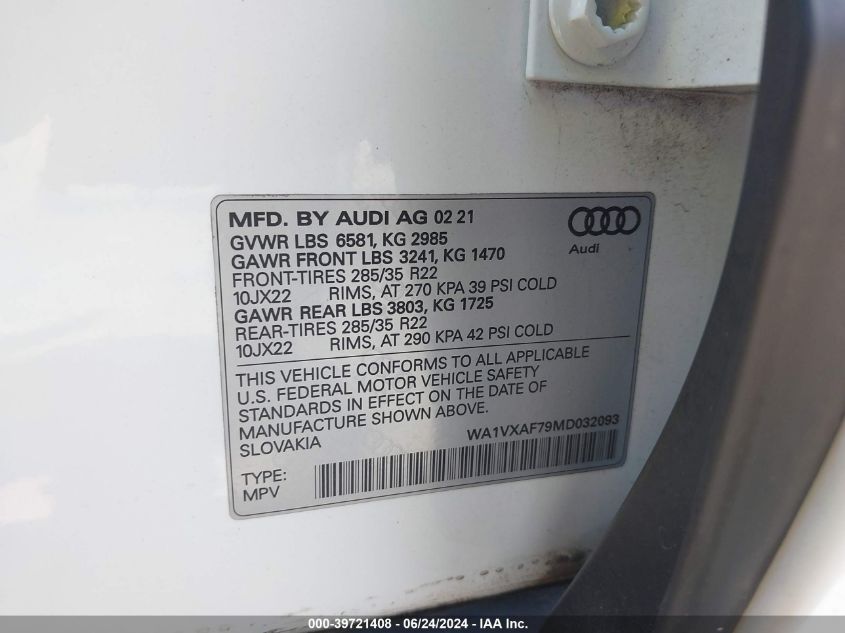 MFD. BY AUDI AG 02 21
Audi
GVWR LBS 6581, KG 2985
GAWR FRONT LBS 3241, KG 1470
FRONT-TIRES 285/35 R22
10JX22 RIMS, AT 270 KPA 39 PSI COLD
GAWR REAR LBS 3803, KG 1725
REAR-TIRES 285/35 R22
10JX22 RIMS, AT 290 KPA 42 PSI COLD
THIS VEHICLE CONFORMS TO ALL APPLICABLE
U.S. FEDERAL MOTOR VEHICLE SAFETY
STANDARDS IN EFFECT ON THE DATE OF
MANUFACTURE SHOWN ABOVE.
SLOVAKIA
WA1VXAF79MD032093
TYPE:
MPV
000-39721408 - 06/24/2024 - IAA Inc.